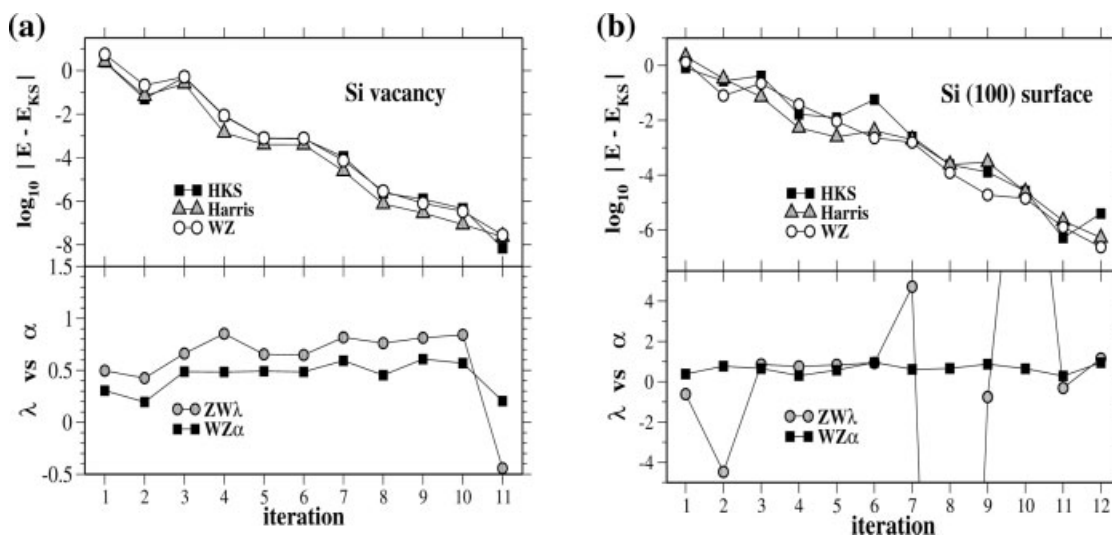 (a)
0
-2
-4
-6
-8
log10 | E - EKS |
Si vacancy
HKS
Harris
WZ
1.5
1
0.5
0
-0.5
λ vs α
ZWλ
WZα
1 2 3 4 5 6 7 8 9 10 11
iteration
(b)
0
-2
-4
-6
log10 | E - EKS |
Si (100) surface
HKS
Harris
WZ
4
2
0
-2
-4
λ vs α
ZWλ
WZα
1 2 3 4 5 6 7 8 9 10 11 12
iteration